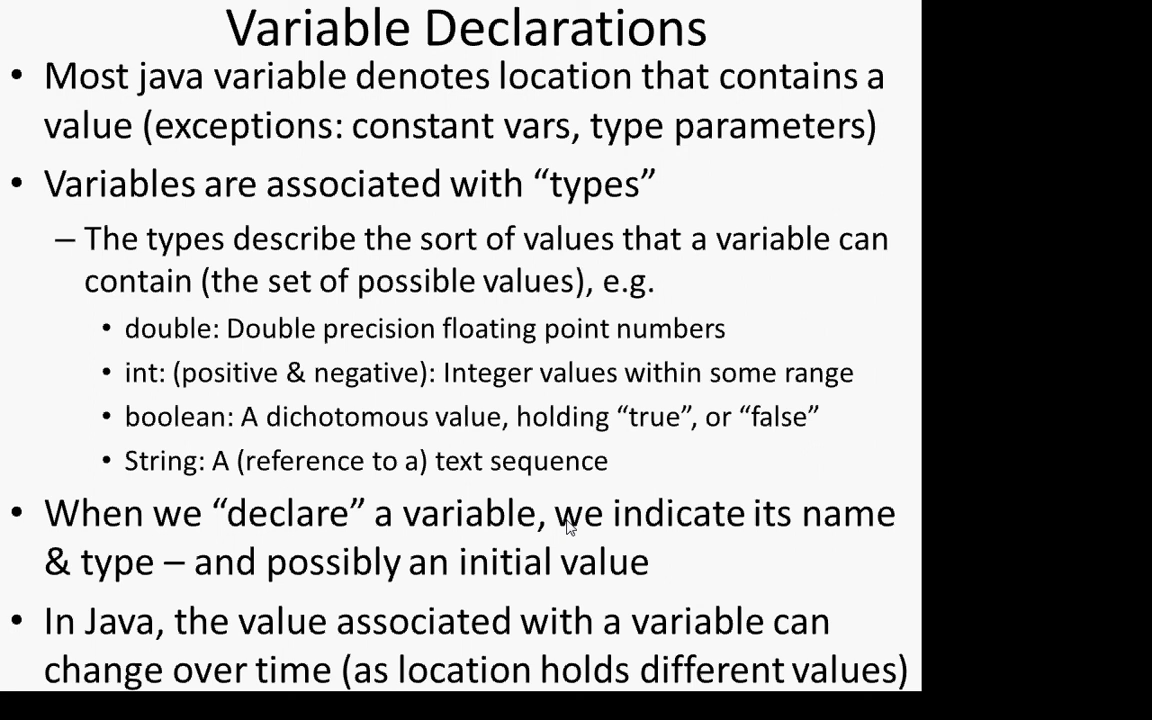 Variable Declarations
• Most java variable denotes location that contains a
value (exceptions: constant vars, type parameters)
• Variables are associated with “types”
– The types describe the sort of values that a variable can
contain (the set of possible values), e.g.
• double: Double precision floating point numbers
• int: (positive & negative): Integer values within some range
• boolean: A dichotomous value, holding “true”, or “false”
• String: A (reference to a) text sequence
• When we “declare” a variable, we indicate its name
& type – and possibly an initial value
• In Java, the value associated with a variable can
change over time (as location holds different values)